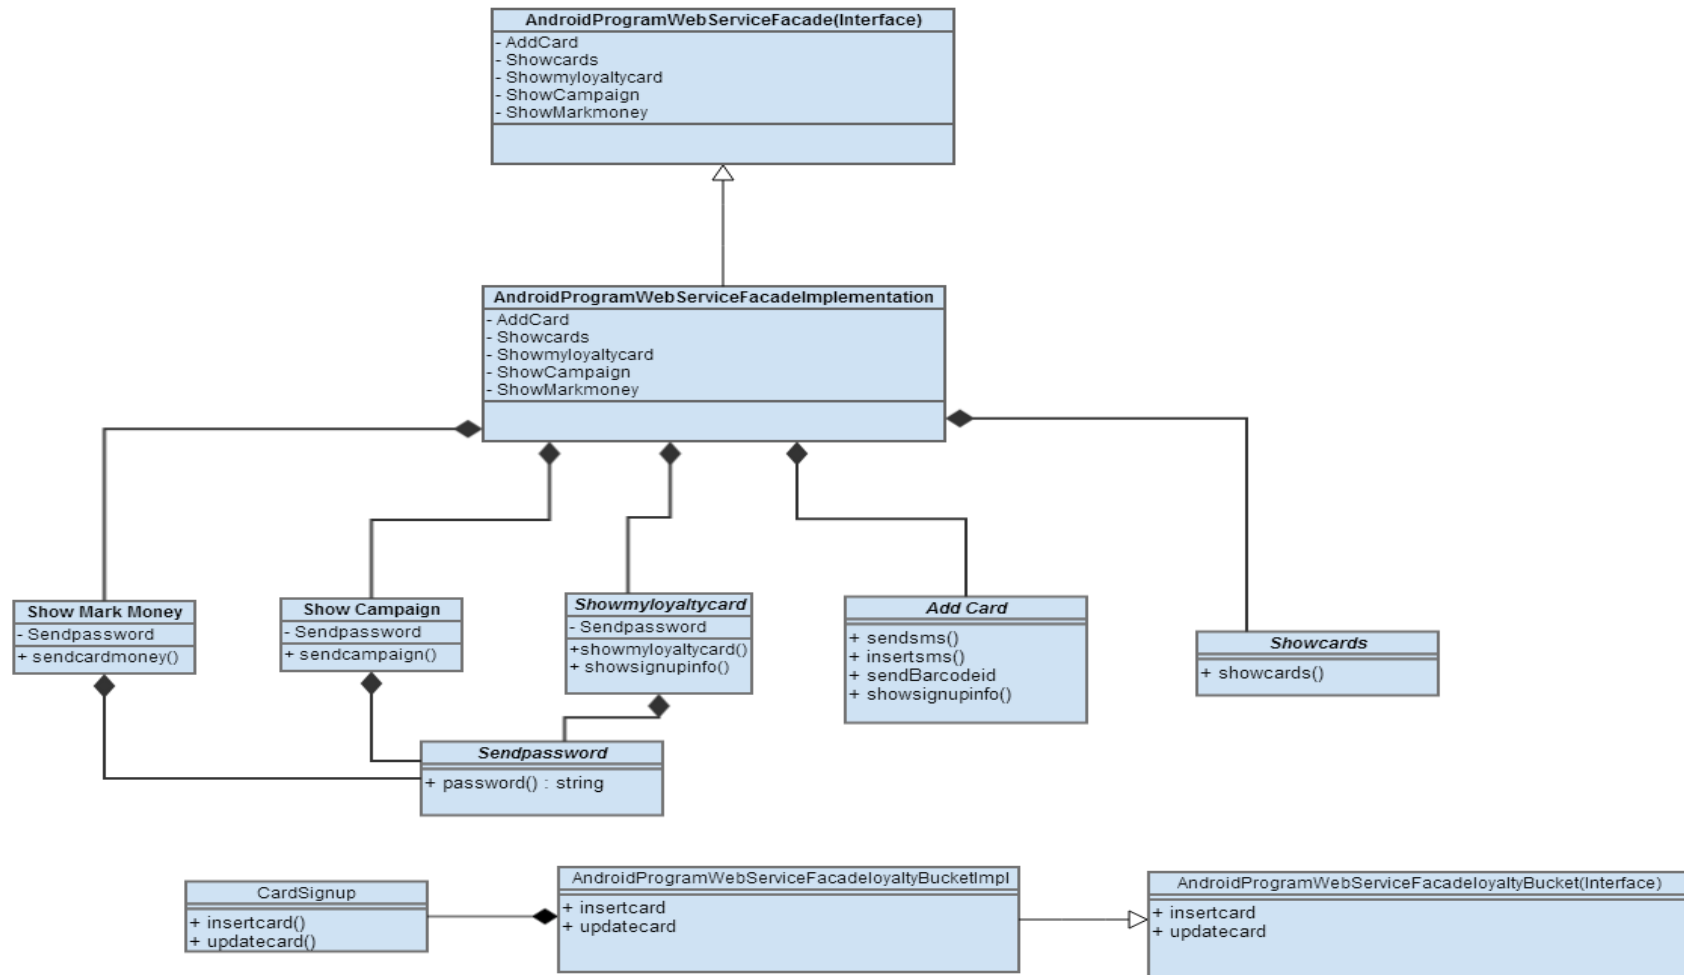 AndroidProgramWebServiceFacade(Interface)
- AddCard
- Showcards
- Showmyloyaltycard
- ShowCampaign
- ShowMarkmoney
AndroidProgramWebServiceFacadeImplementation
- AddCard
- Showcards
- Showmyloyaltycard
- ShowCampaign
- ShowMarkmoney
Show Mark Money
- Sendpassword
+ sendcardmoney()
Show Campaign
- Sendpassword
+ sendcampaign()
Showmyloyaltycard
- Sendpassword
+showmyloyaltycard()
+ showsignupinfo()
Add Card
+ sendsms()
+ insertsms()
+ sendBarcodeid
+ showsignupinfo()
Showcards
+ showcards()
Sendpassword
+ password() : string
CardSignup
+ insertcard()
+ updatecard()
AndroidProgramWebServiceFacadeloyaltyBucketImpl
+ insertcard
+ updatecard
AndroidProgramWebServiceFacadeloyaltyBucket(Interface)
+ insertcard
+ updatecard